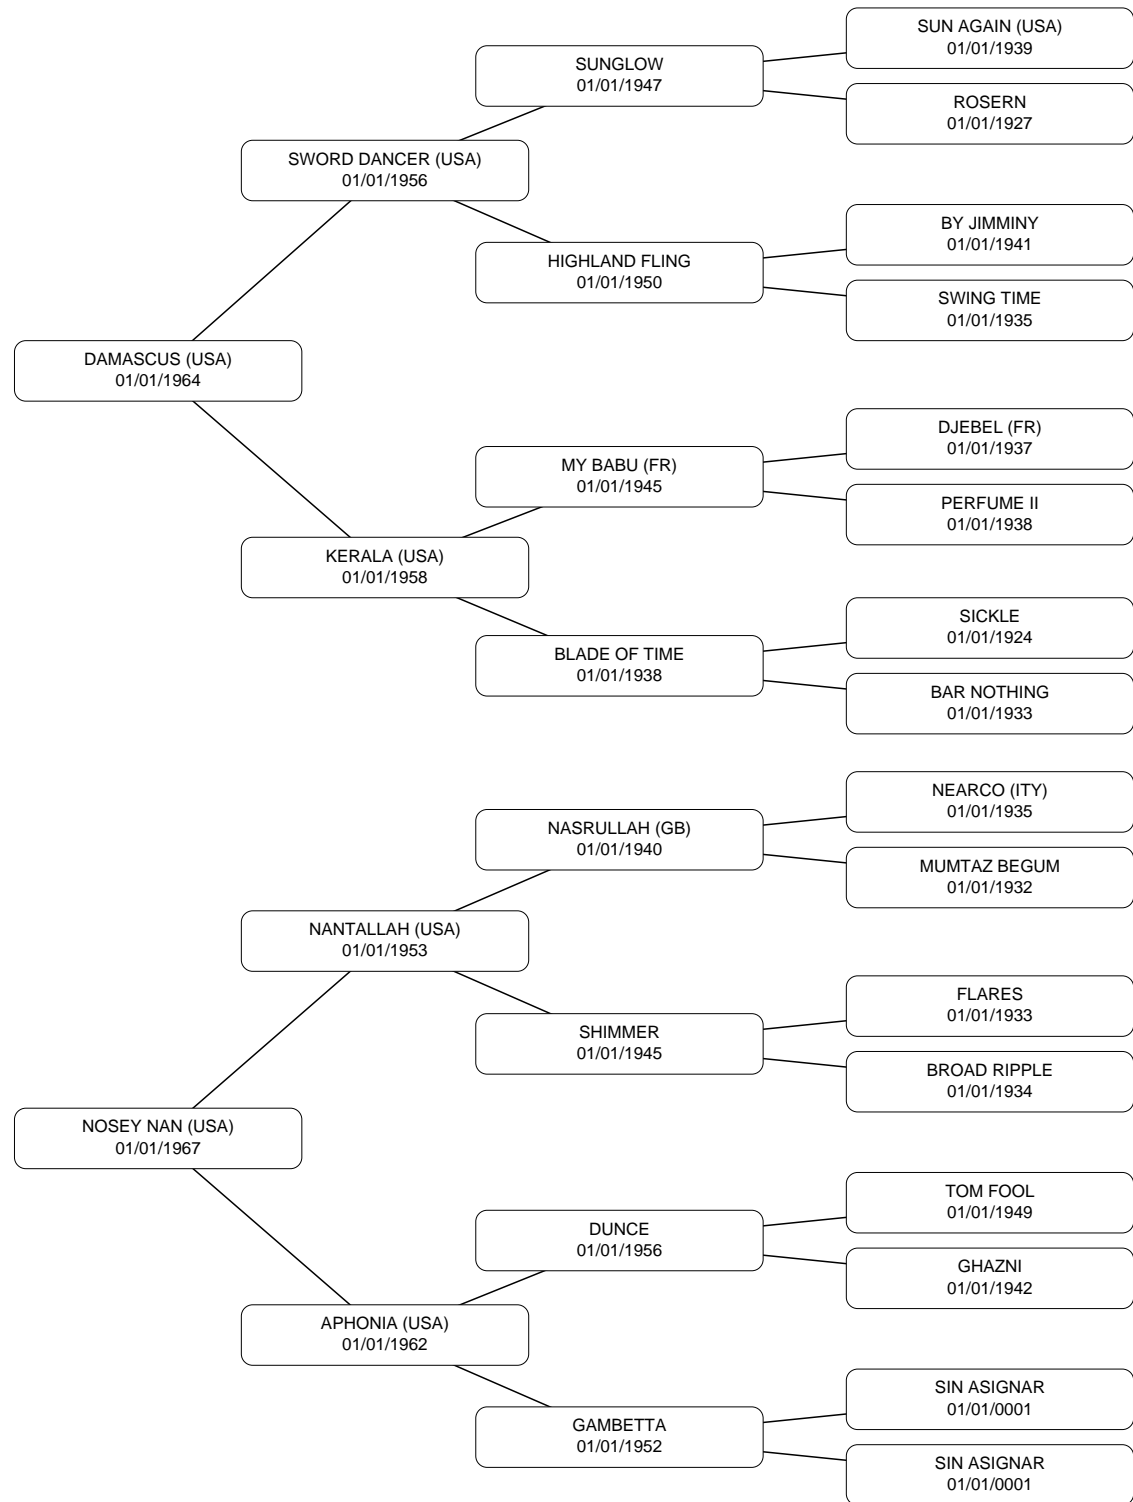 SUN AGAIN (USA)
01/01/1939
SUNGLOW
01/01/1947
ROSERN
01/01/1927
SWORD DANCER (USA)
01/01/1956
BY JIMMINY
01/01/1941
HIGHLAND FLING
01/01/1950
SWING TIME
01/01/1935
DAMASCUS (USA)
01/01/1964
DJEBEL (FR)
01/01/1937
MY BABU (FR)
01/01/1945
PERFUME II
01/01/1938
KERALA (USA)
01/01/1958
SICKLE
01/01/1924
BLADE OF TIME
01/01/1938
BAR NOTHING
01/01/1933
NEARCO (ITY)
01/01/1935
NASRULLAH (GB)
01/01/1940
MUMTAZ BEGUM
01/01/1932
NANTALLAH (USA)
01/01/1953
FLARES
01/01/1933
SHIMMER
01/01/1945
BROAD RIPPLE
01/01/1934
NOSEY NAN (USA)
01/01/1967
TOM FOOL
01/01/1949
DUNCE
01/01/1956
GHAZNI
01/01/1942
APHONIA (USA)
01/01/1962
SIN ASIGNAR
01/01/0001
GAMBETTA
01/01/1952
SIN ASIGNAR
01/01/0001